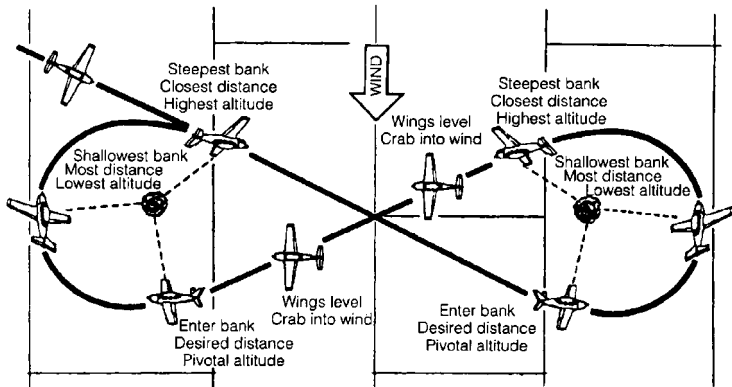 Steepest bank
Closest distance
Highest altitude
WIND
Steepest bank
Closest distance
Highest altitude
Wings level
Crab into wind
Shallowest bank
Most distance
Lowest altitude
Shallowest bank
Most distance
Lowest altitude
Wings level
Crab into wind
Enter bank
Desired distance
Pivotal altitude
Enter bank
Desired distance
Pivotal altitude